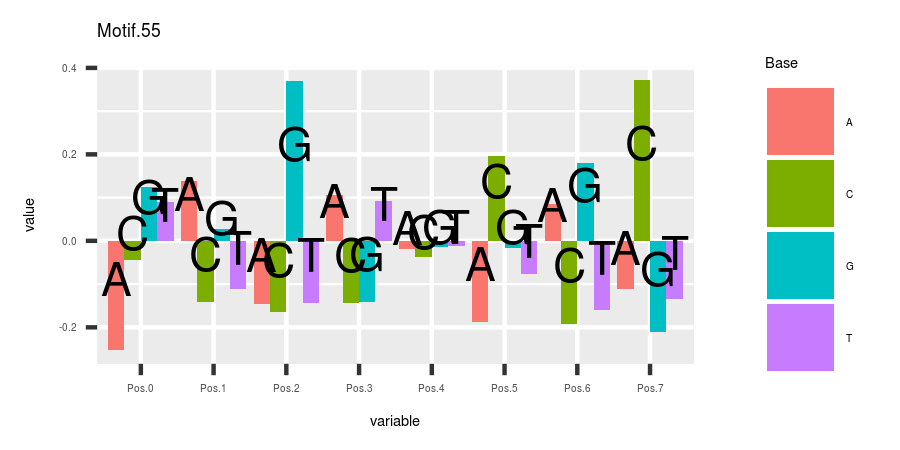 Motif.55
Base
0.4
0.2
0.0
-0.2
value
A C G T A C G T A C G T A C G T A C G T A C G T A C G T A C G T
Pos.0 Pos.1 Pos.2 Pos.3 Pos.4 Pos.5 Pos.6 Pos.7
variable
A
C
G
T